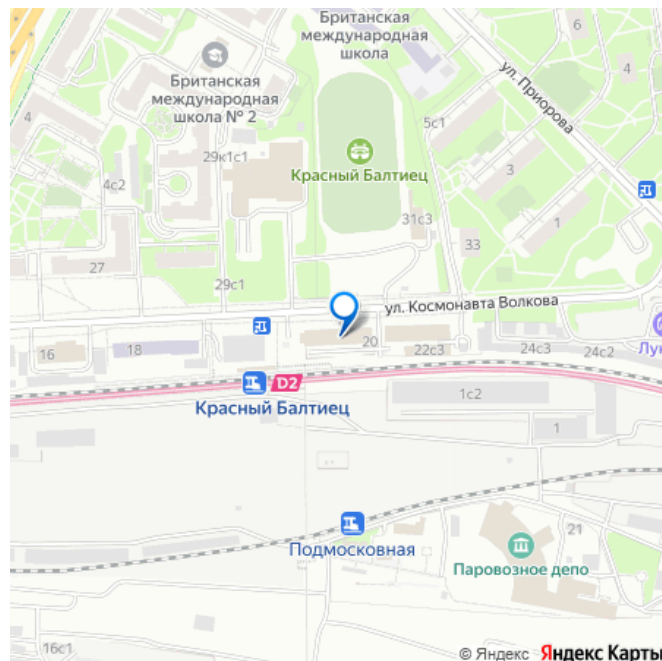 Британская
международная
школа
ул. Приорова
6
4
Британская
международная
школа № 2
4
5с1
4с2
29к1с1
3
Красный Балтиец
31с3
1
33
27
29с1
ул. Космонавта Волкова
16
18
20
22с3
24с3
24с2
Лук
D2
Красный Балтиец
1с2
1
Подмосковная
21
Паровозное депо
16с1
© Яндекс Яндекс Карты